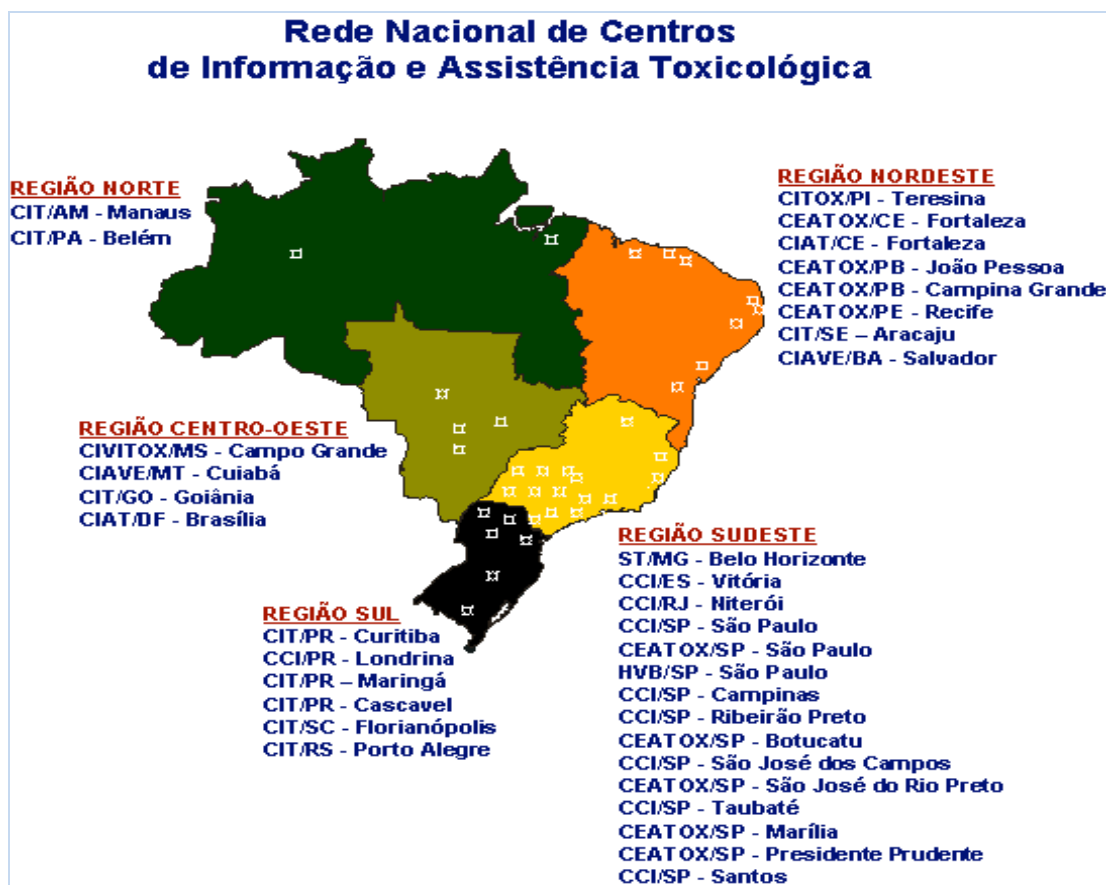 Rede Nacional de Centros
de Informação e Assistência Toxicológica
REGIÃO NORTE
CIT/AM - Manaus
CIT/PA - Belém
REGIÃO NORDESTE
CITOX/PI - Teresina
CEATOX/CE - Fortaleza
CIAT/CE - Fortaleza
CEATOX/PB - João Pessoa
CEATOX/PB - Campina Grande
CEATOX/PE - Recife
CIT/SE – Aracaju
CIAVE/BA - Salvador
REGIÃO CENTRO-OESTE
CIVITOX/MS - Campo Grande
CIAVE/MT - Cuiabá
CIT/GO - Goiânia
CIAT/DF - Brasília
REGIÃO SUDESTE
ST/MG - Belo Horizonte
CCI/ES - Vitória
CCI/RJ - Niterói
CCI/SP - São Paulo
CEATOX/SP - São Paulo
HVB/SP - São Paulo
CCI/SP - Campinas
CCI/SP - Ribeirão Preto
CEATOX/SP - Botucatu
CCI/SP - São José dos Campos
CEATOX/SP - São José do Rio Preto
CCI/SP - Taubaté
CEATOX/SP - Marília
CEATOX/SP - Presidente Prudente
CCI/SP - Santos
REGIÃO SUL
CIT/PR - Curitiba
CCI/PR - Londrina
CIT/PR – Maringá
CIT/PR - Cascavel
CIT/SC - Florianópolis
CIT/RS - Porto Alegre